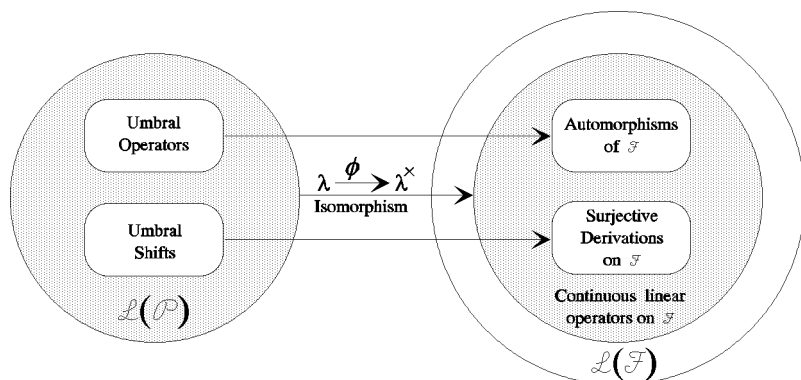 Umbral
Operators
Umbral
Shifts
ℒ(𝒫)
ϕ
λ → λ×
Isomorphism
Automorphisms
of ℱ
Surjective
Derivations
on ℱ
Continuous linear
operators on ℱ
ℒ(ℱ)